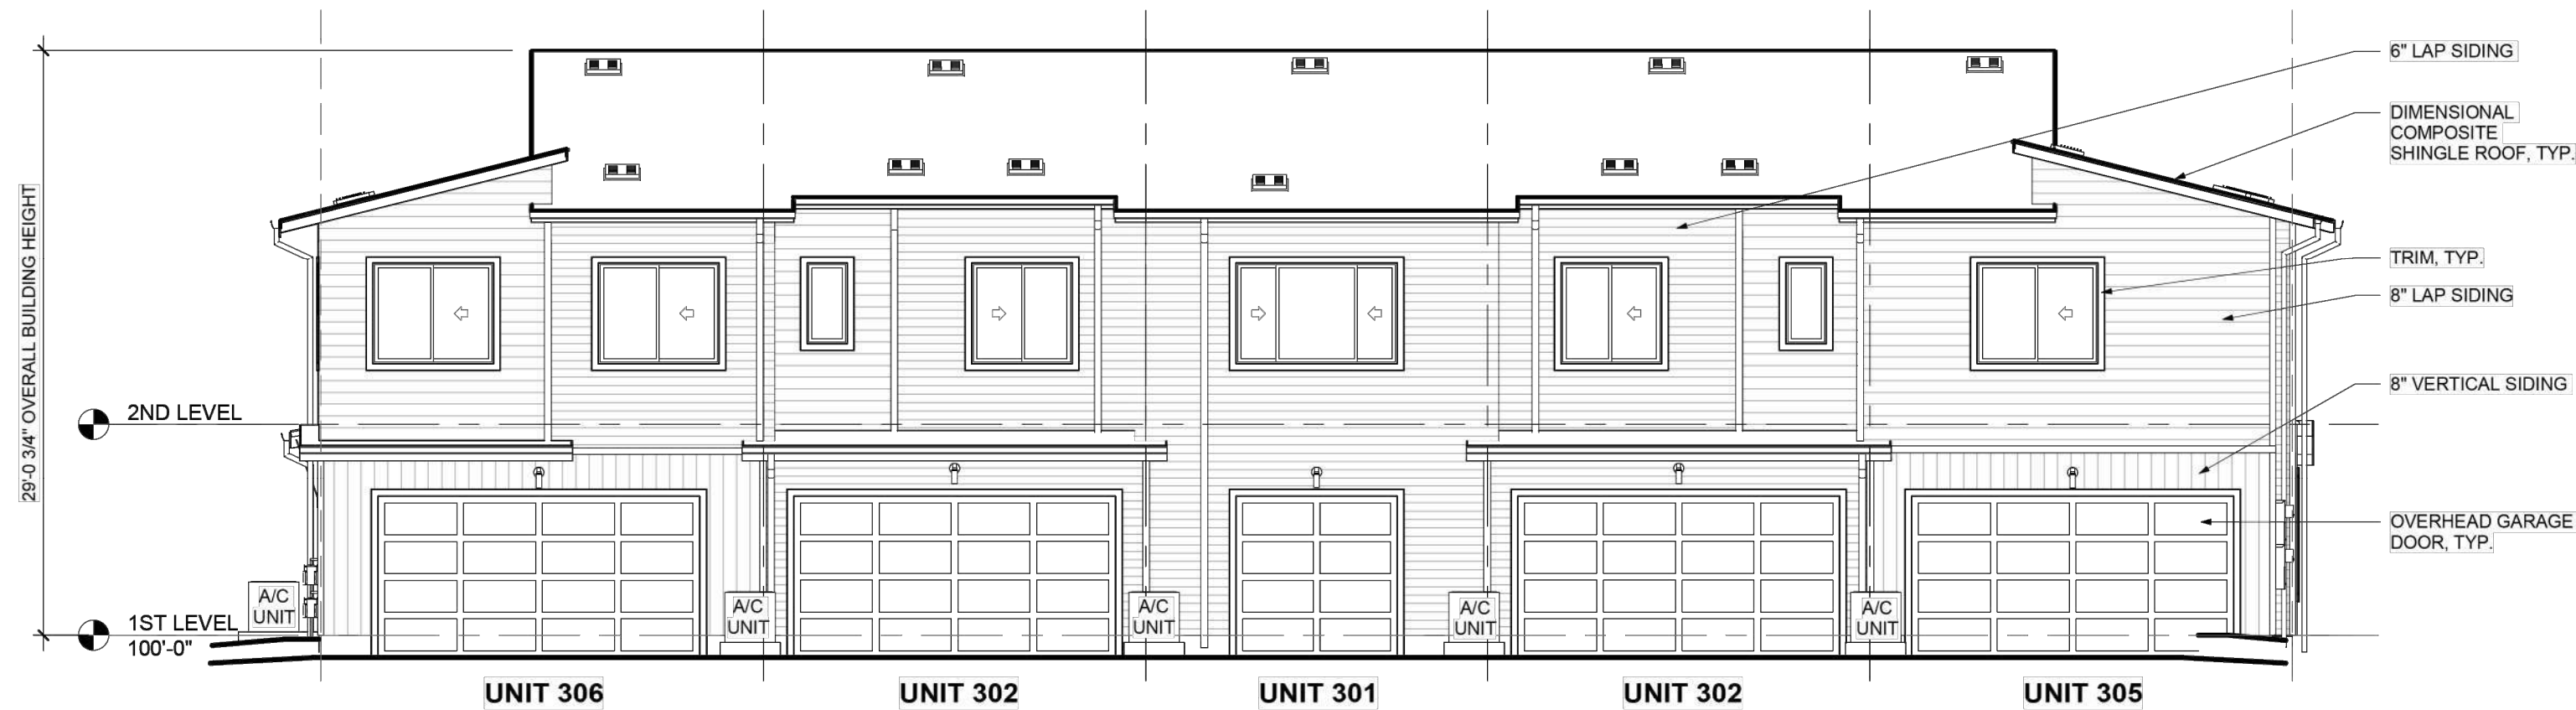 6" LAP SIDING
DIMENSIONAL
COMPOSITE
SHINGLE ROOF, TYP.
TRIM, TYP.
8" LAP SIDING
8" VERTICAL SIDING
OVERHEAD GARAGE
DOOR, TYP.
29'-0 3/4" OVERALL BUILDING HEIGHT
2ND LEVEL
1ST LEVEL
100'-0"
A/C
UNIT
A/C
UNIT
A/C
UNIT
A/C
UNIT
A/C
UNIT
UNIT 306
UNIT 302
UNIT 301
UNIT 302
UNIT 305